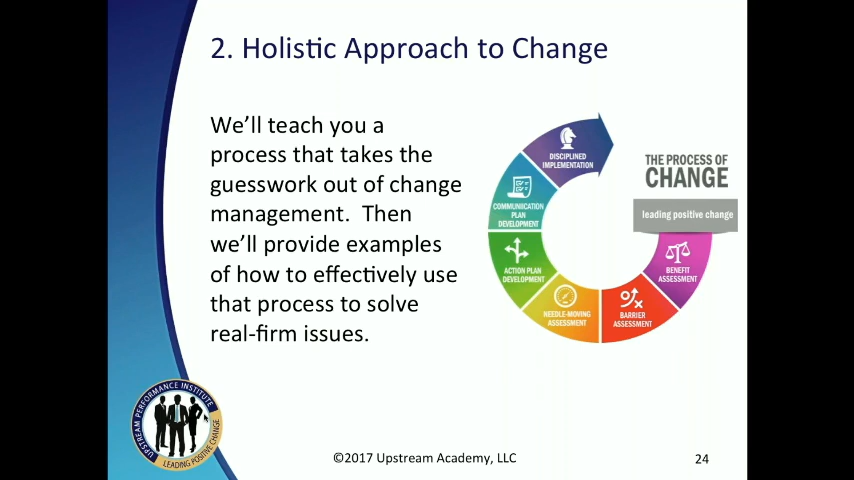 2. Holistic Approach to Change
We'll teach you a
process that takes the
guesswork out of change
management. Then
we'll provide examples
of how to effectively use
that process to solve
real-firm issues.
DISCIPLINED
IMPLEMENTATION
COMMUNICATION
PLAN
DEVELOPMENT
ACTION PLAN
DEVELOPMENT
NEEDLE-MOVING
ASSESSMENT
BARRIER
ASSESSMENT
BENEFIT
ASSESSMENT
THE PROCESS OF
CHANGE
leading positive change
UPSTREAM PERFORMANCE INSTITUTE
LEADING POSITIVE CHANGE
©2017 Upstream Academy, LLC
24